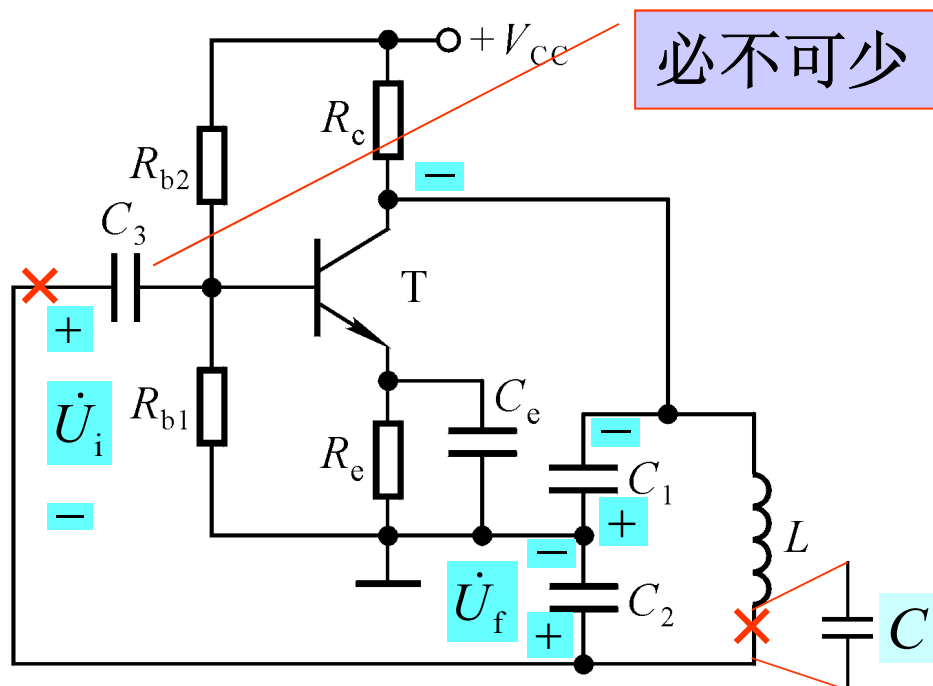 +V_CC
必不可少
R_c
R_b2
−
C_3
T
+
U̇_i
−
R_b1
C_e
R_e
−
C_1
+
L
−
U̇_f
+
C_2
C